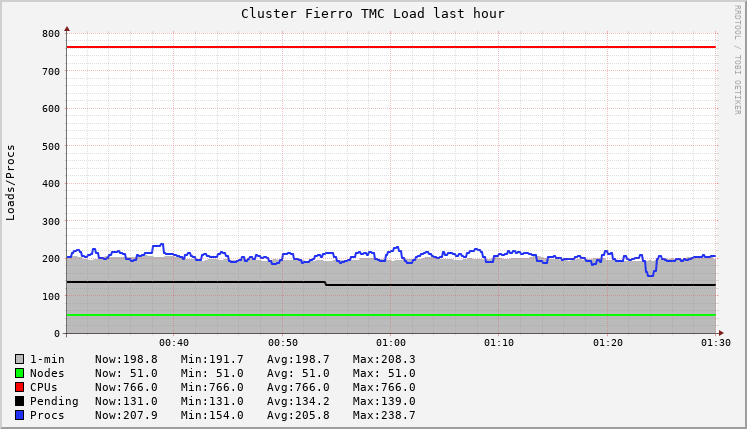 Cluster Fierro TMC Load last hour
RRDTOOL / TOBI OETIKER
Loads/Procs
800
700
600
500
400
300
200
100
0
00:40 00:50 01:00 01:10 01:20 01:30
1-min Now:198.8 Min:191.7 Avg:198.7 Max:208.3
Nodes Now: 51.0 Min: 51.0 Avg: 51.0 Max: 51.0
CPUs Now:766.0 Min:766.0 Avg:766.0 Max:766.0
Pending Now:131.0 Min:131.0 Avg:134.2 Max:139.0
Procs Now:207.9 Min:154.0 Avg:205.8 Max:238.7